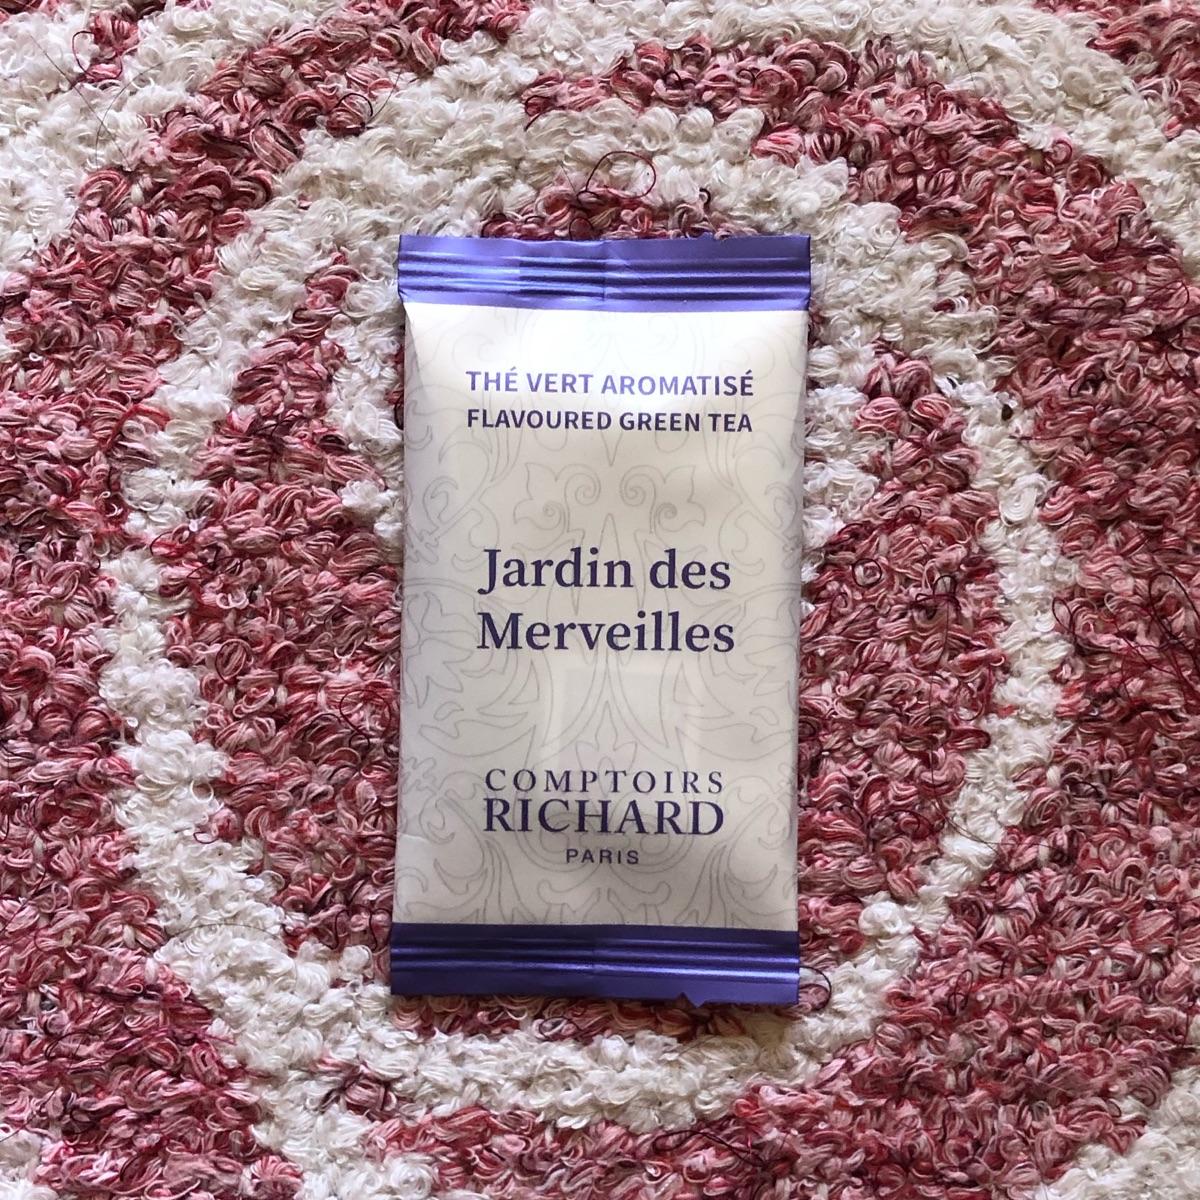 THÉ VERT AROMATISÉ
FLAVOURED GREEN TEA
Jardin des
Merveilles
COMPTOIRS
RICHARD
PARIS